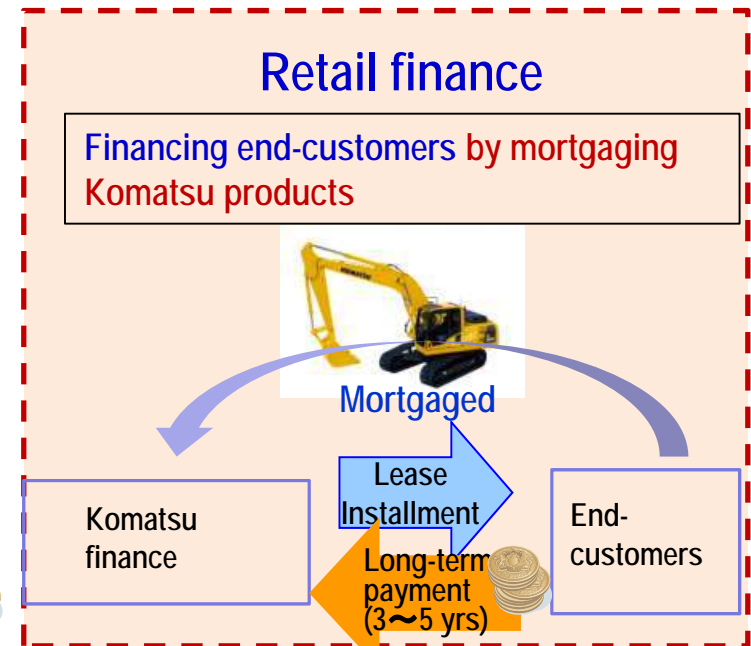 Retail finance
Financing end-customers by mortgaging
Komatsu products
KOMATSU
Mortgaged
Lease
Installment
Komatsu
finance
End-
customers
Long-term
payment
(3〜5 yrs)